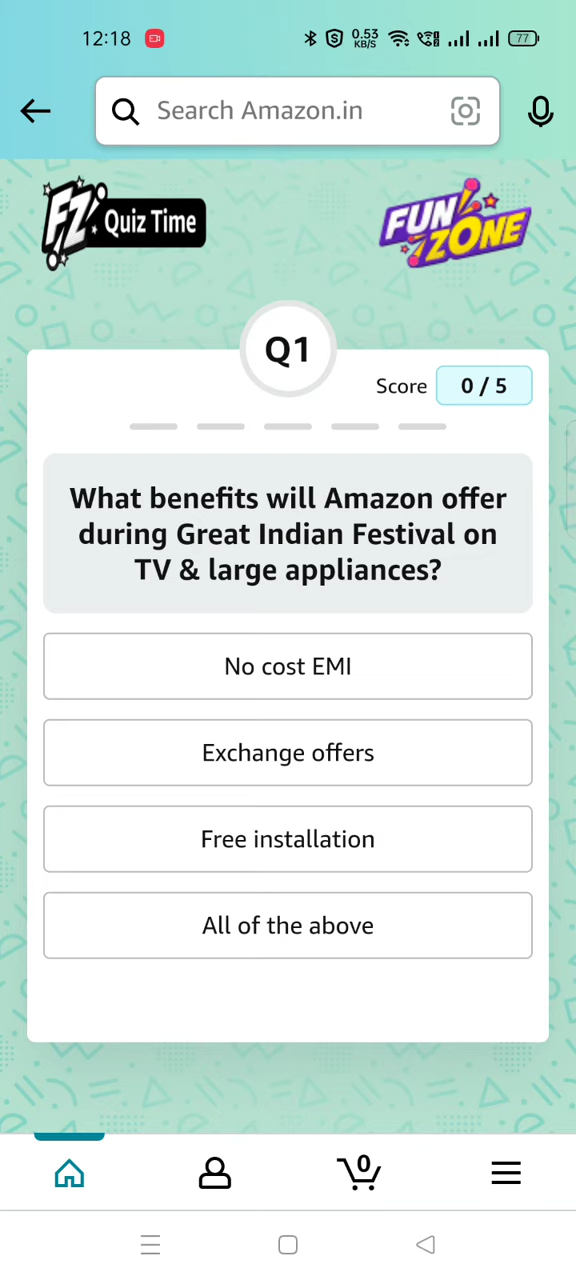 12:18
0.53
KB/S
77
Search Amazon.in
FZ Quiz Time
FUN
ZONE
Q1
Score 0 / 5
What benefits will Amazon offer
during Great Indian Festival on
TV & large appliances?
No cost EMI
Exchange offers
Free installation
All of the above
0